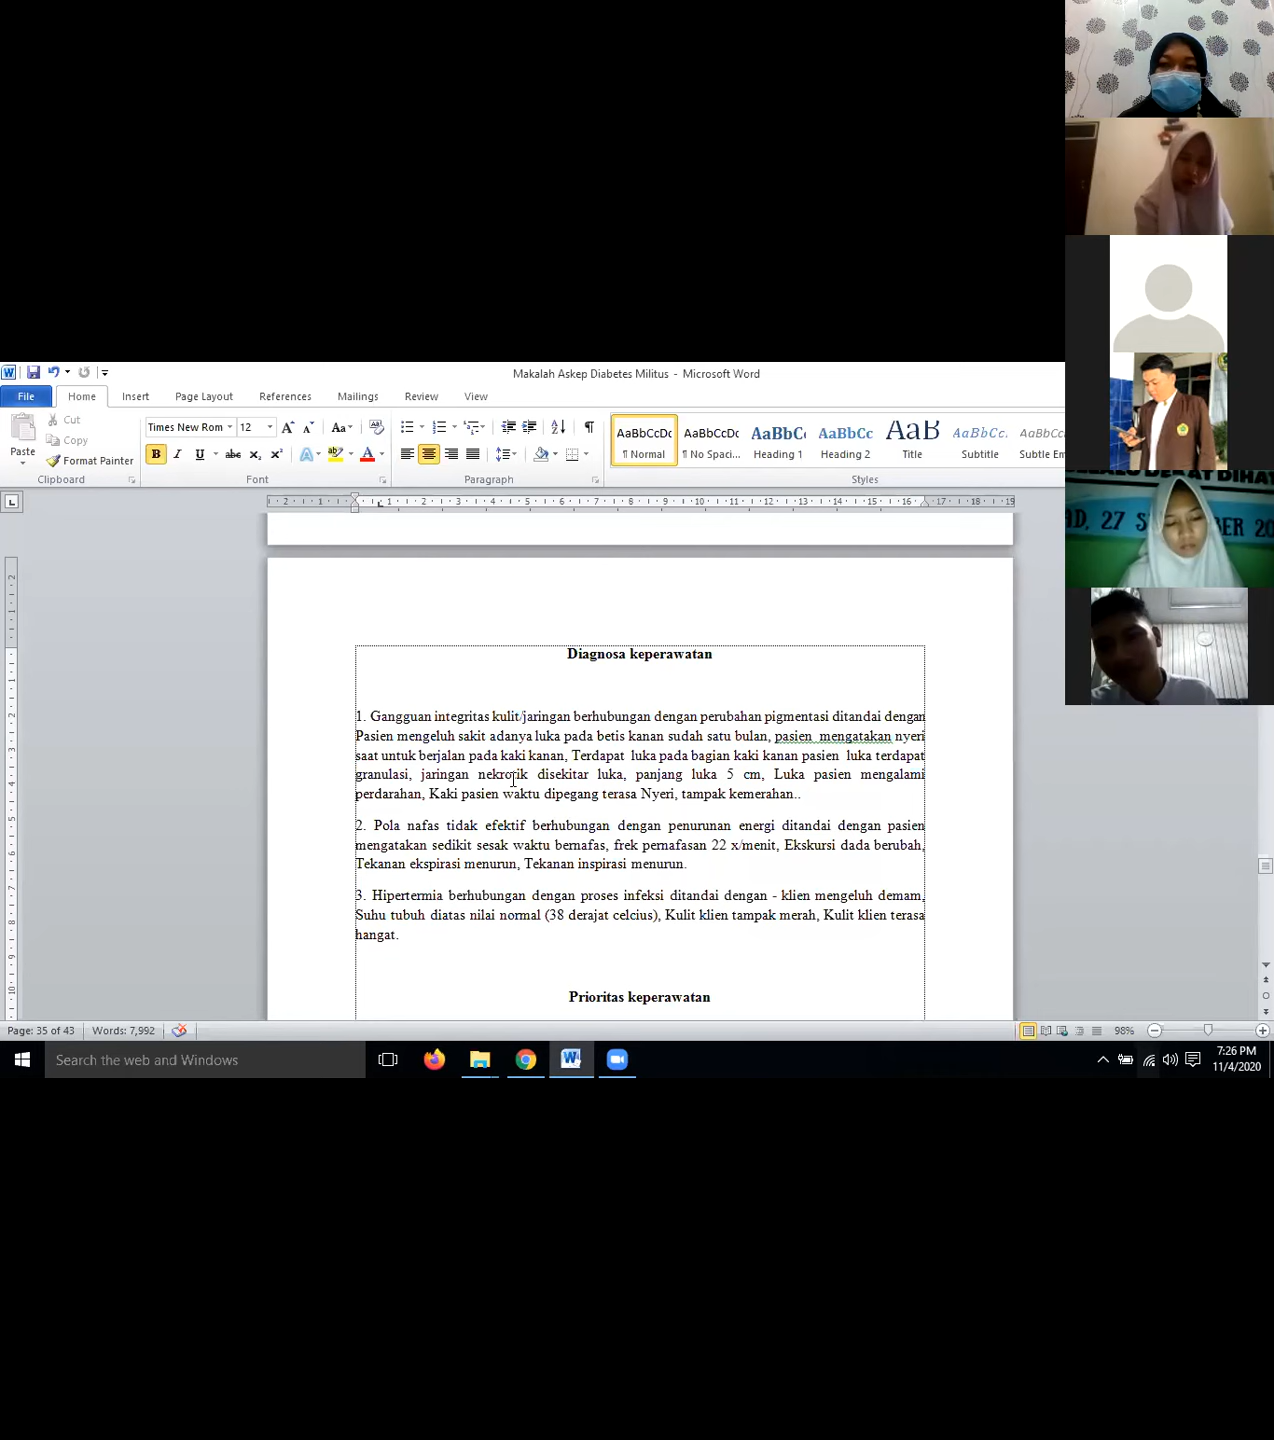 Makalah Askep Diabetes Militus - Microsoft Word
File Home Insert Page Layout References Mailings Review View
Cut
Copy
Format Painter
Paste
Clipboard
Times New Rom 12
B I U abc
Font
Paragraph
AaBbCcDc AaBbCcDc AaBbC AaBbCc AaB AaBbCc. AaBbCcD
¶ Normal ¶ No Spaci... Heading 1 Heading 2 Title Subtitle Subtle Em
Styles
AD, 27 S
BER 20
Diagnosa keperawatan
1. Gangguan integritas kulit/jaringan berhubungan dengan perubahan pigmentasi ditandai dengan
Pasien mengeluh sakit adanya luka pada betis kanan sudah satu bulan, pasien mengatakan nyeri
saat untuk berjalan pada kaki kanan, Terdapat luka pada bagian kaki kanan pasien luka terdapat
granulasi, jaringan nekrotik disekitar luka, panjang luka 5 cm, Luka pasien mengalami
perdarahan, Kaki pasien waktu dipegang terasa Nyeri, tampak kemerahan..
2. Pola nafas tidak efektif berhubungan dengan penurunan energi ditandai dengan pasien
mengatakan sedikit sesak waktu bernafas, frek pernafasan 22 x/menit, Ekskursi dada berubah,
Tekanan ekspirasi menurun, Tekanan inspirasi menurun.
3. Hipertermia berhubungan dengan proses infeksi ditandai dengan - klien mengeluh demam,
Suhu tubuh diatas nilai normal (38 derajat celcius), Kulit klien tampak merah, Kulit klien terasa
hangat.
Prioritas keperawatan
Page: 35 of 43 Words: 7,992 98%
Search the web and Windows
7:26 PM
11/4/2020